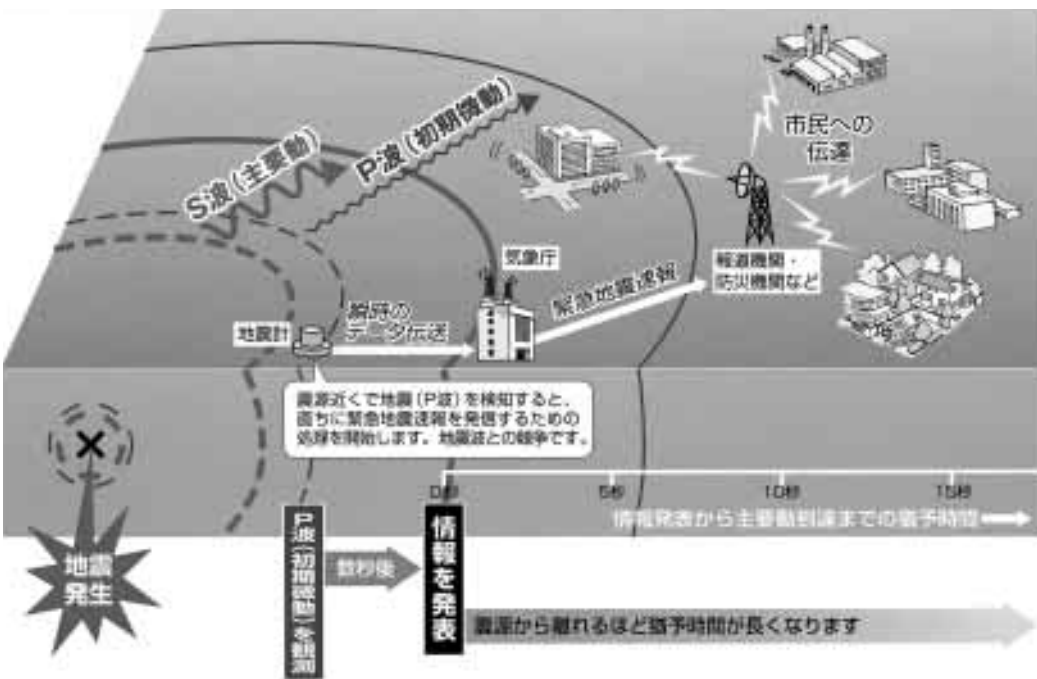 S波(主要動)
P波(初期微動)
市民への
伝達
気象庁
緊急地震速報
報道機関・
防災機関など
地震計
瞬時の
データ伝送
震源近くで地震(P波)を検知すると、
直ちに緊急地震速報を発信するための
処理を開始します。地震波との競争です。
0秒
5秒
10秒
15秒
情報発表から主要動到達までの猶予時間
地震
発生
P波(初期微動)を観測
数秒後
情報を発表
震源から離れるほど猶予時間が長くなります